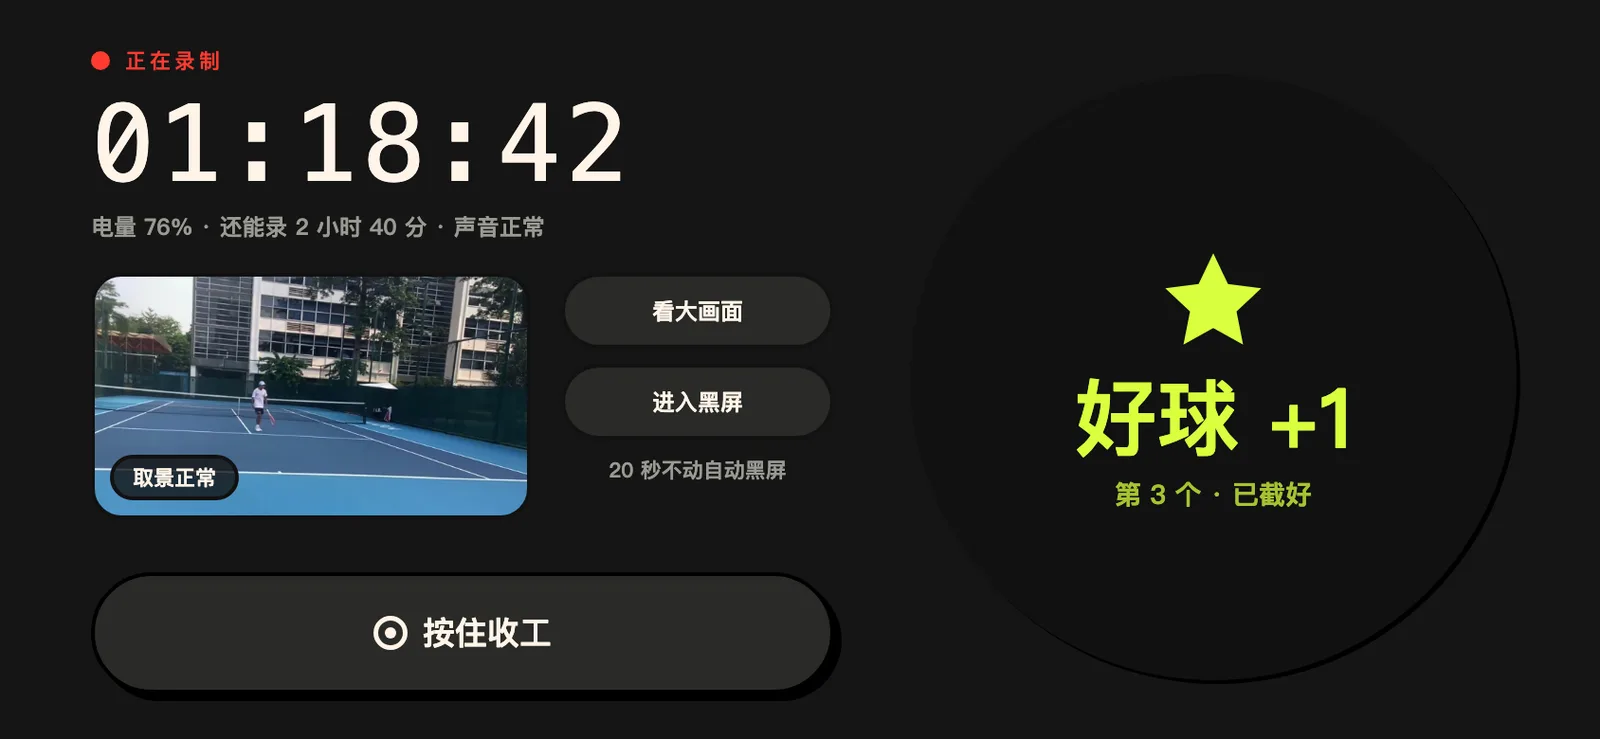 正在录制
01:18:42
电量 76% · 还能录 2 小时 40 分 · 声音正常
取景正常
看大画面
进入黑屏
20 秒不动自动黑屏
按住收工
好球 +1
第 3 个 · 已截好